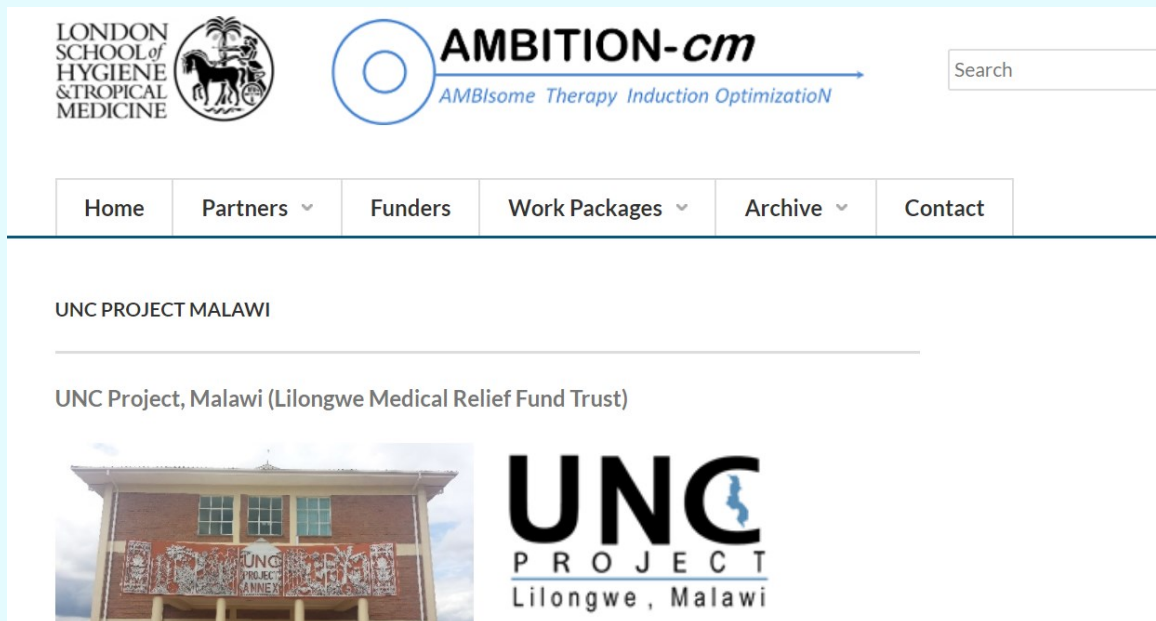 LONDON
SCHOOL of
HYGIENE
& TROPICAL
MEDICINE
AMBITION-cm
AMBIsome Therapy Induction OptimizatioN
Search
Home
Partners
Funders
Work Packages
Archive
Contact
UNC PROJECT MALAWI
UNC Project, Malawi (Lilongwe Medical Relief Fund Trust)
UNC
PROJECT
ANNEX
UNC
PROJECT
Lilongwe, Malawi